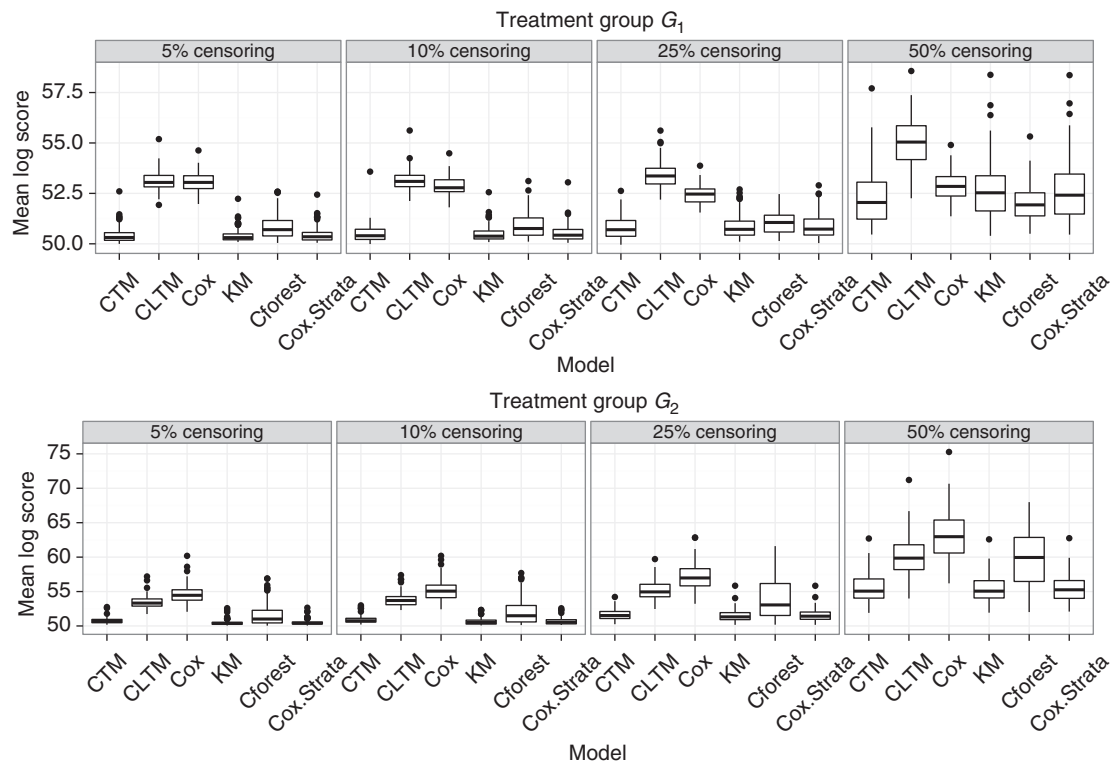 Treatment group G1
5% censoring
10% censoring
25% censoring
50% censoring
Mean log score
57.5
55.0
52.5
50.0
CTM
CLTM
Cox
KM
Cforest
Cox.Strata
CTM
CLTM
Cox
KM
Cforest
Cox.Strata
CTM
CLTM
Cox
KM
Cforest
Cox.Strata
CTM
CLTM
Cox
KM
Cforest
Cox.Strata
Model
Treatment group G2
5% censoring
10% censoring
25% censoring
50% censoring
Mean log score
75
70
65
60
55
50
CTM
CLTM
Cox
KM
Cforest
Cox.Strata
CTM
CLTM
Cox
KM
Cforest
Cox.Strata
CTM
CLTM
Cox
KM
Cforest
Cox.Strata
CTM
CLTM
Cox
KM
Cforest
Cox.Strata
Model